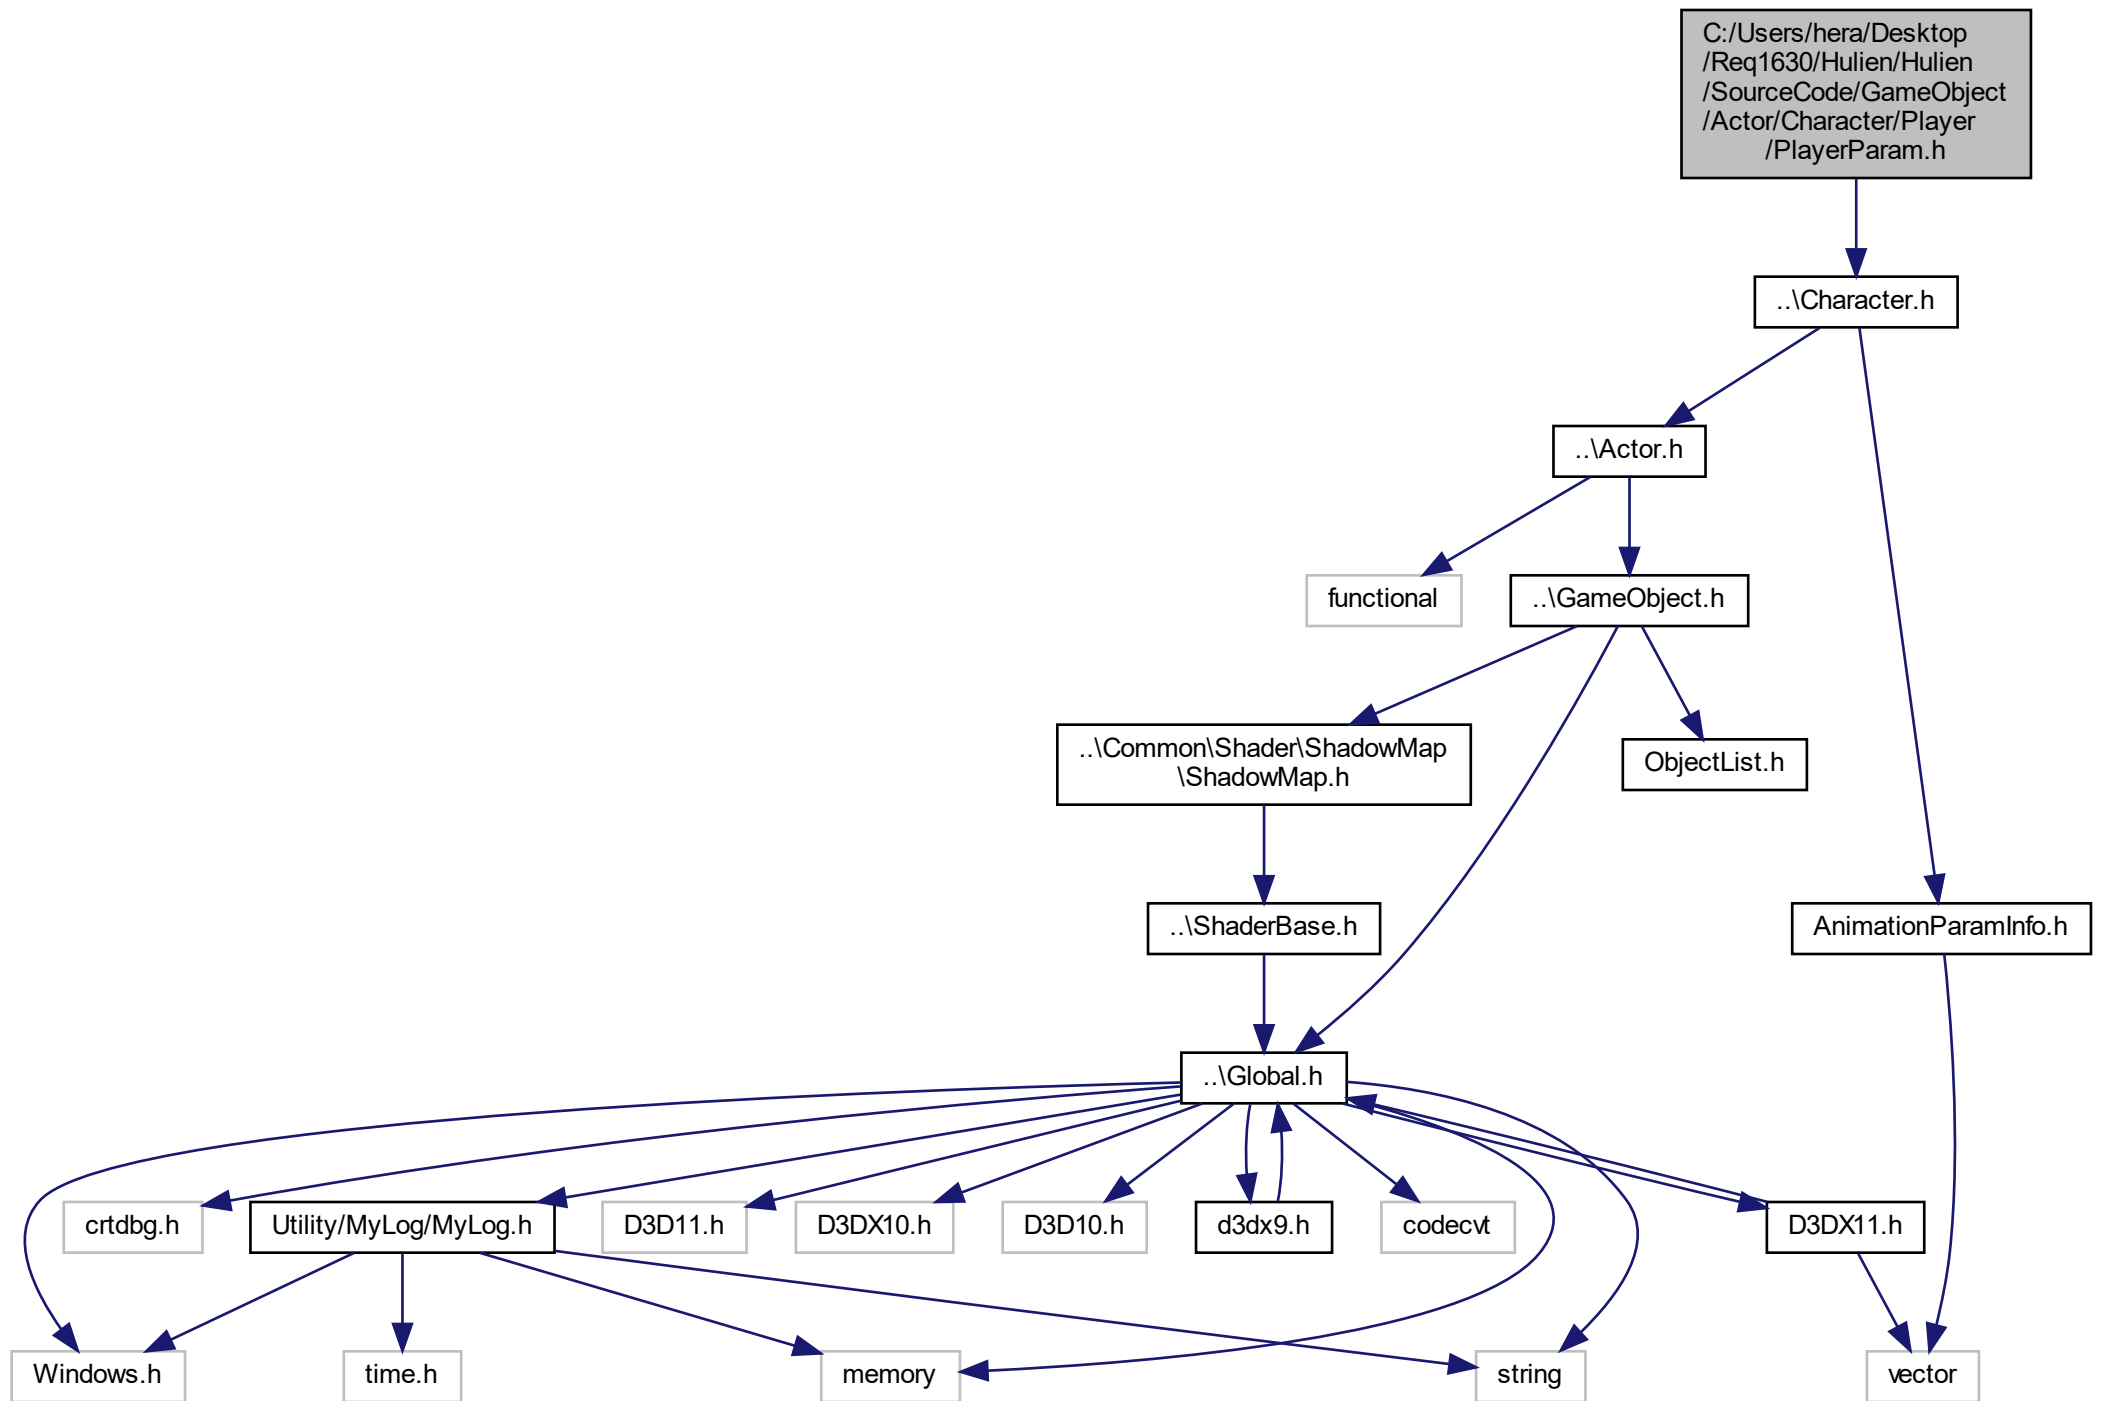 C:/Users/hera/Desktop
/Req1630/Hulien/Hulien
/SourceCode/GameObject
/Actor/Character/Player
/PlayerParam.h
..\Character.h
..\Actor.h
functional
..\GameObject.h
..\Common\Shader\ShadowMap
\ShadowMap.h
ObjectList.h
..\ShaderBase.h
AnimationParamInfo.h
..\Global.h
crtdbg.h
Utility/MyLog/MyLog.h
D3D11.h
D3DX10.h
D3D10.h
d3dx9.h
codecvt
D3DX11.h
Windows.h
time.h
memory
string
vector